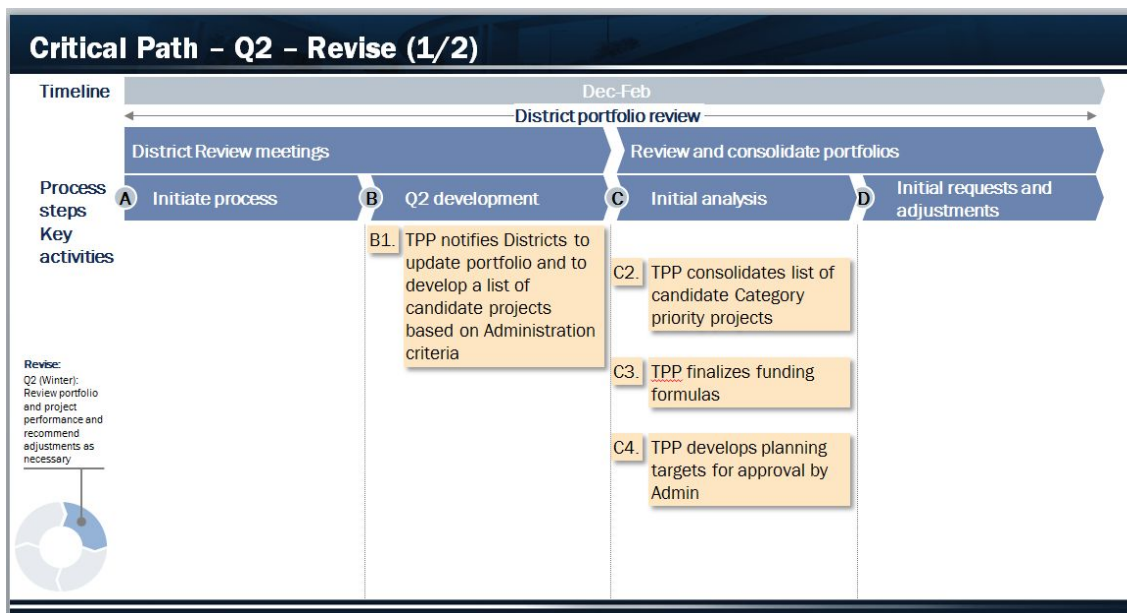 Critical Path – Q2 – Revise (1/2)
Timeline
Dec-Feb
District portfolio review
District Review meetings
Review and consolidate portfolios
Process
steps
A
Initiate process
B
Q2 development
C
Initial analysis
D
Initial requests and
adjustments
Key
activities
B1.
TPP notifies Districts to
update portfolio and to
develop a list of
candidate projects
based on Administration
criteria
C2.
TPP consolidates list of
candidate Category
priority projects
C3.
TPP finalizes funding
formulas
C4.
TPP develops planning
targets for approval by
Admin
Revise:
Q2 (Winter):
Review portfolio
and project
performance and
recommend
adjustments as
necessary